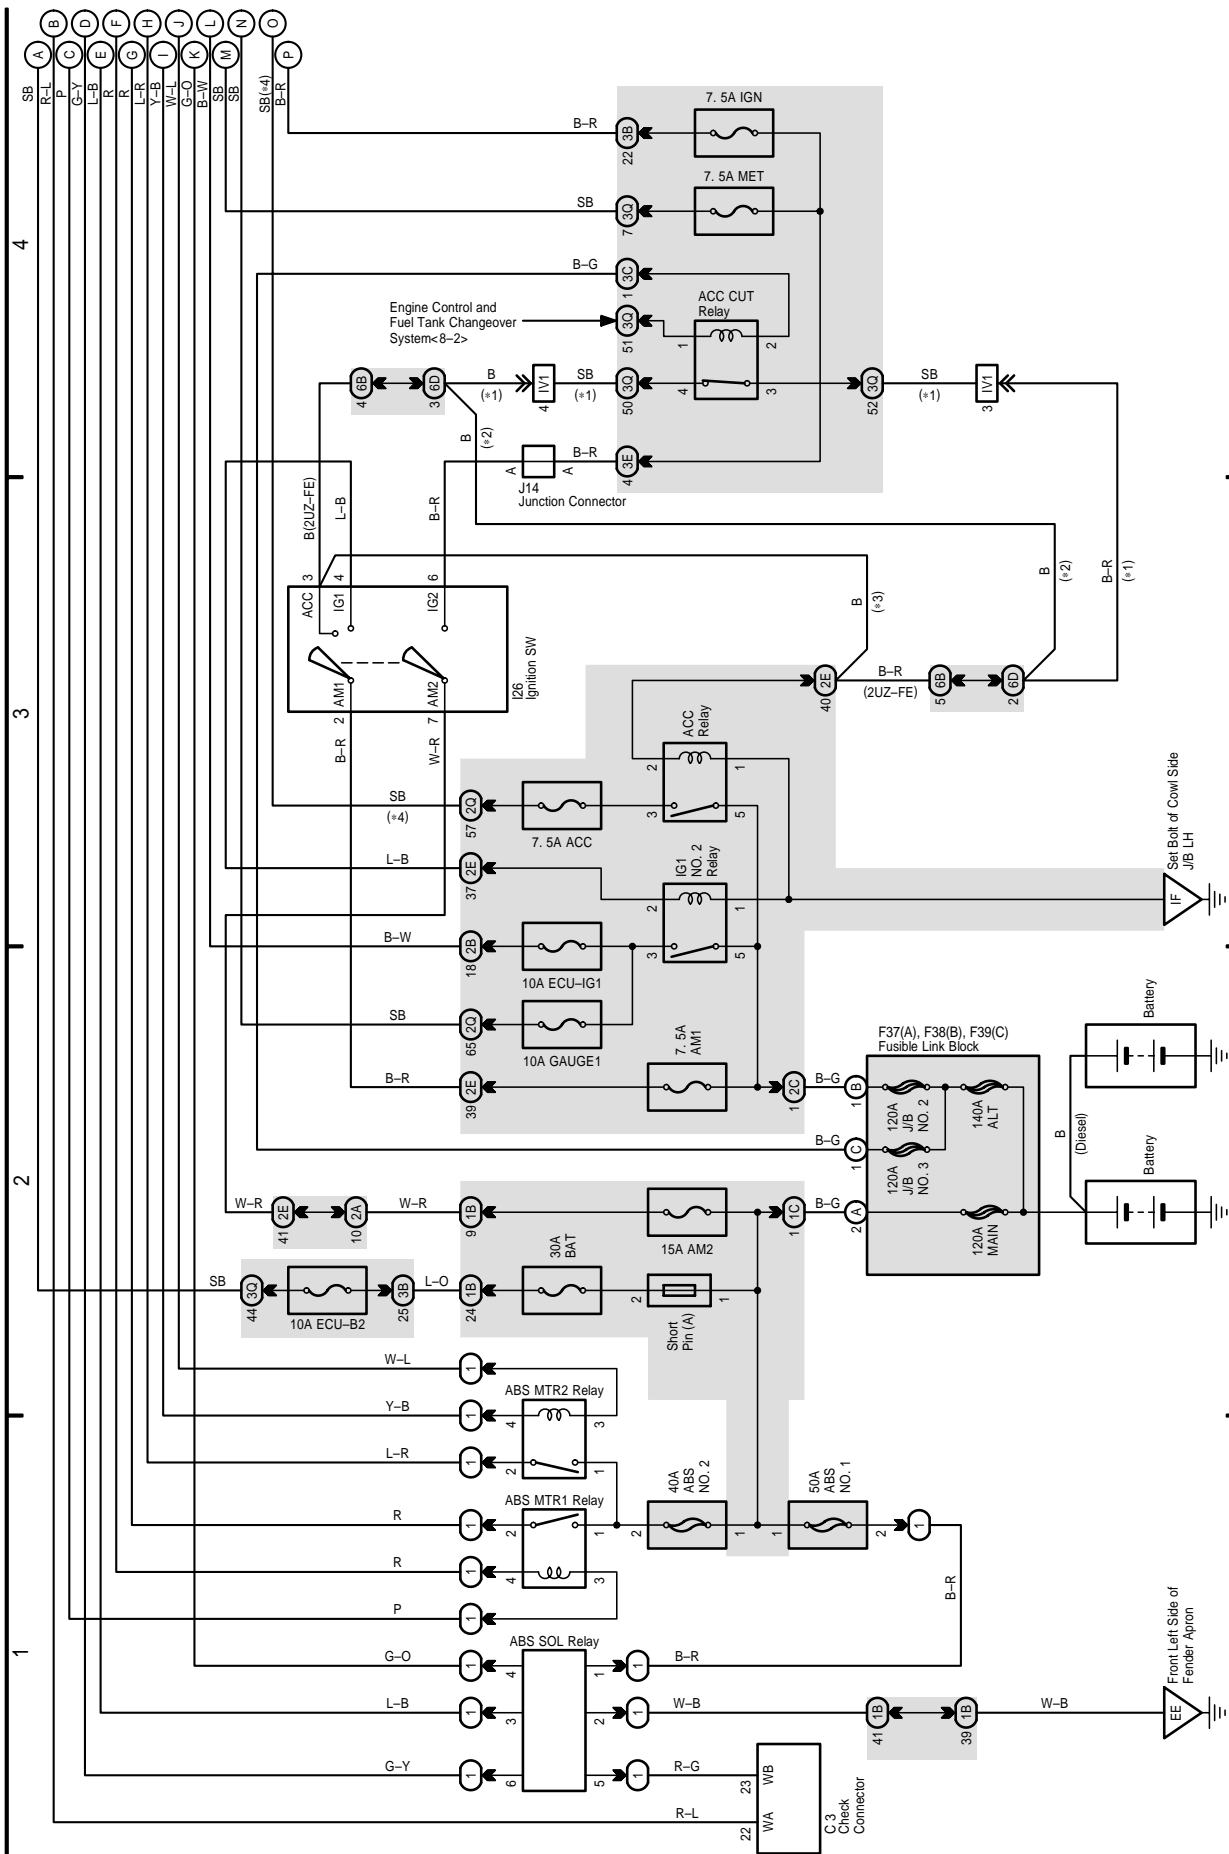 A
B
C
D
E
F
G
H
I
J
K
L
M
N
O
P
SB
R–L
P
G–Y
L–B
R
R
L–R
Y–B
W–L
G–O
B–W
SB
SB
SB(∗4)
B–R
4
3
2
1
B–R
22
3B
7. 5A IGN
SB
7
3Q
7. 5A MET
B–G
1
3C
Engine Control and
Fuel Tank Changeover
System<8–2>
51
3Q
ACC CUT
Relay
1
2
4
3
4
6B
3
6D
B
(∗1)
4
IV1
SB
(∗1)
50
3Q
52
3Q
SB
(∗1)
3
IV1
B
(∗2)
A
A
J14
Junction Connector
B–R
4
3E
B(2UZ–FE)
L–B
B–R
3
4
6
ACC
IG1
IG2
AM1
AM2
2
7
I26
Ignition SW
B–R
W–R
B
(∗3)
B
(∗2)
B–R
(∗1)
40
2E
B–R
(2UZ–FE)
5
6B
2
6D
SB
(∗4)
57
2Q
7. 5A ACC
ACC
Relay
2
1
3
5
L–B
37
2E
IG1
NO. 2
Relay
2
1
3
5
B–W
18
2B
10A ECU–IG1
SB
65
2Q
10A GAUGE1
B–R
39
2E
7. 5A
AM1
1
2C
B–G
1
B
IF
Set Bolt of Cowl Side
J/B LH
F37(A), F38(B), F39(C)
Fusible Link Block
120A
J/B
NO. 2
140A
ALT
120A
J/B
NO. 3
120A
MAIN
B–G
1
C
B–G
2
A
B
(Diesel)
Battery
Battery
W–R
41
2E
10
2A
W–R
9
1B
15A AM2
1
1C
SB
44
3Q
10A ECU–B2
25
3B
L–O
24
1B
30A
BAT
2
1
Short
Pin (A)
W–L
1
Y–B
1
L–R
1
ABS MTR2 Relay
4
3
2
1
R
1
R
1
P
1
ABS MTR1 Relay
2
1
4
3
40A
ABS
NO. 2
2
1
50A
ABS
NO. 1
1
2
1
B–R
G–O
1
L–B
1
G–Y
1
ABS SOL Relay
4
1
3
2
6
5
1
B–R
1
W–B
1
R–G
41
1B
39
1B
W–B
EE
Front Left Side of
Fender Apron
R–L
22
WA
23
WB
C 3
Check
Connector